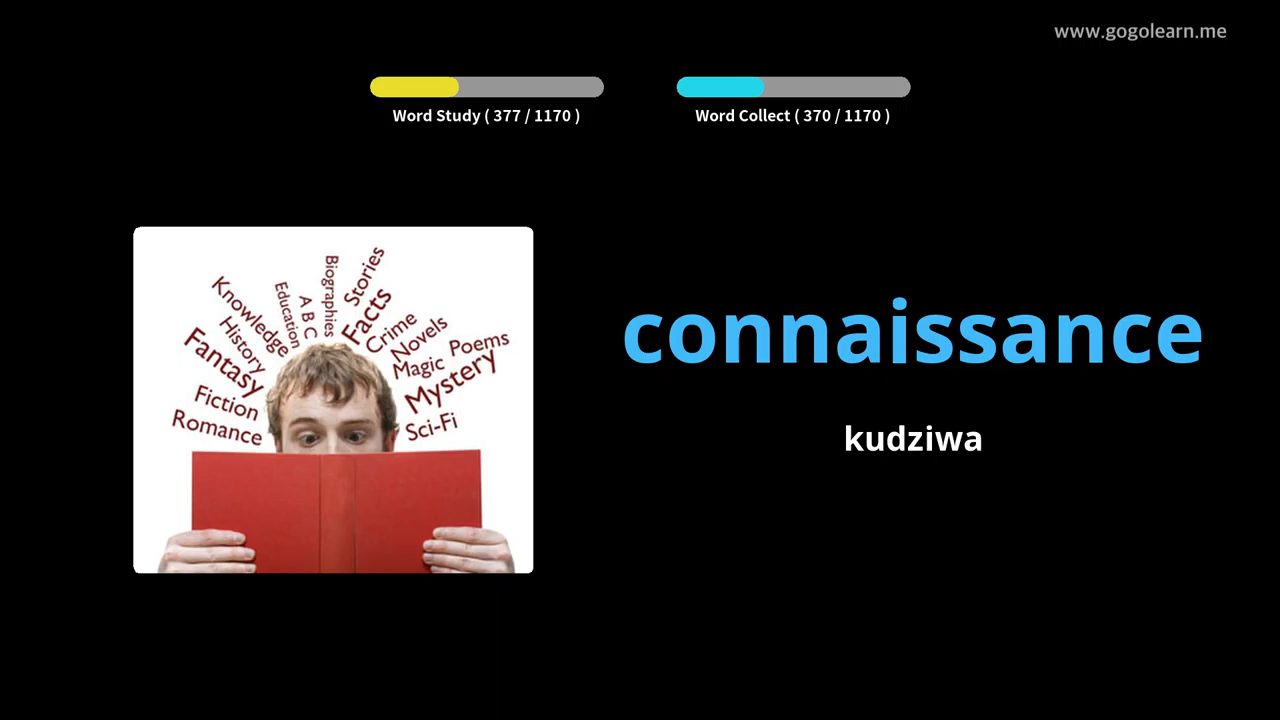 www.gogolearn.me
Word Study ( 377 / 1170 )
Word Collect ( 370 / 1170 )
Biographies
Stories
Education
A B C
Facts
Knowledge
Crime
History
Novels
Fantasy
Poems
Magic
Mystery
Fiction
Romance
Sci-Fi
connaissance
kudziwa